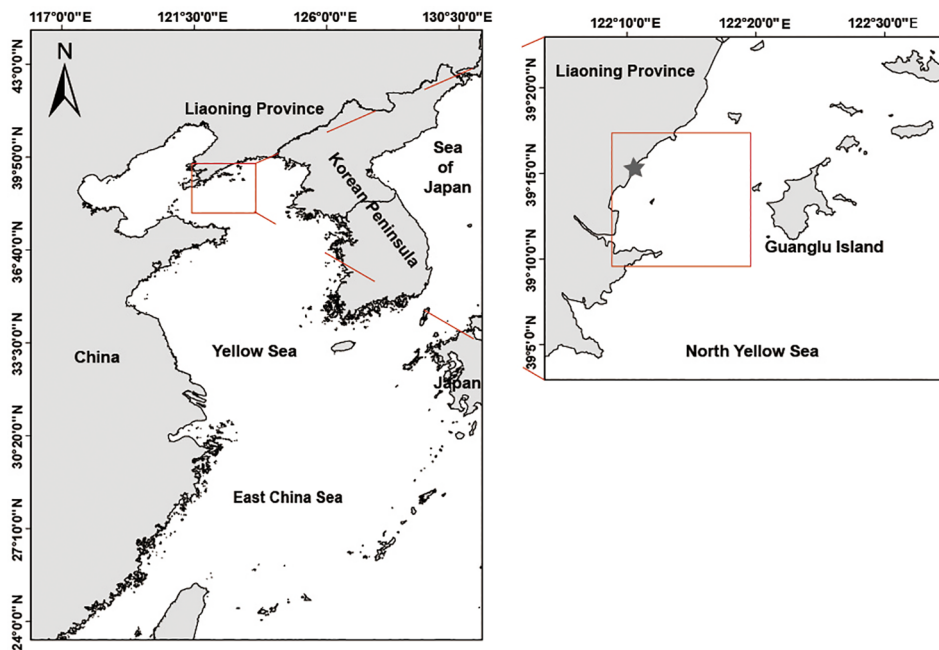 117°0'0"E 121°30'0"E 126°0'0"E 130°30'0"E
N
43°0'0"N
39°50'0"N
36°40'0"N
33°30'0"N
30°20'0"N
27°10'0"N
24°0'0"N
Liaoning Province
Korean Peninsula
Sea of
Japan
China
Yellow Sea
Japan
East China Sea
122°10'0"E 122°20'0"E 122°30'0"E
39°20'0"N
39°15'0"N
39°10'0"N
39°5'0"N
Liaoning Province
Guanglu Island
North Yellow Sea